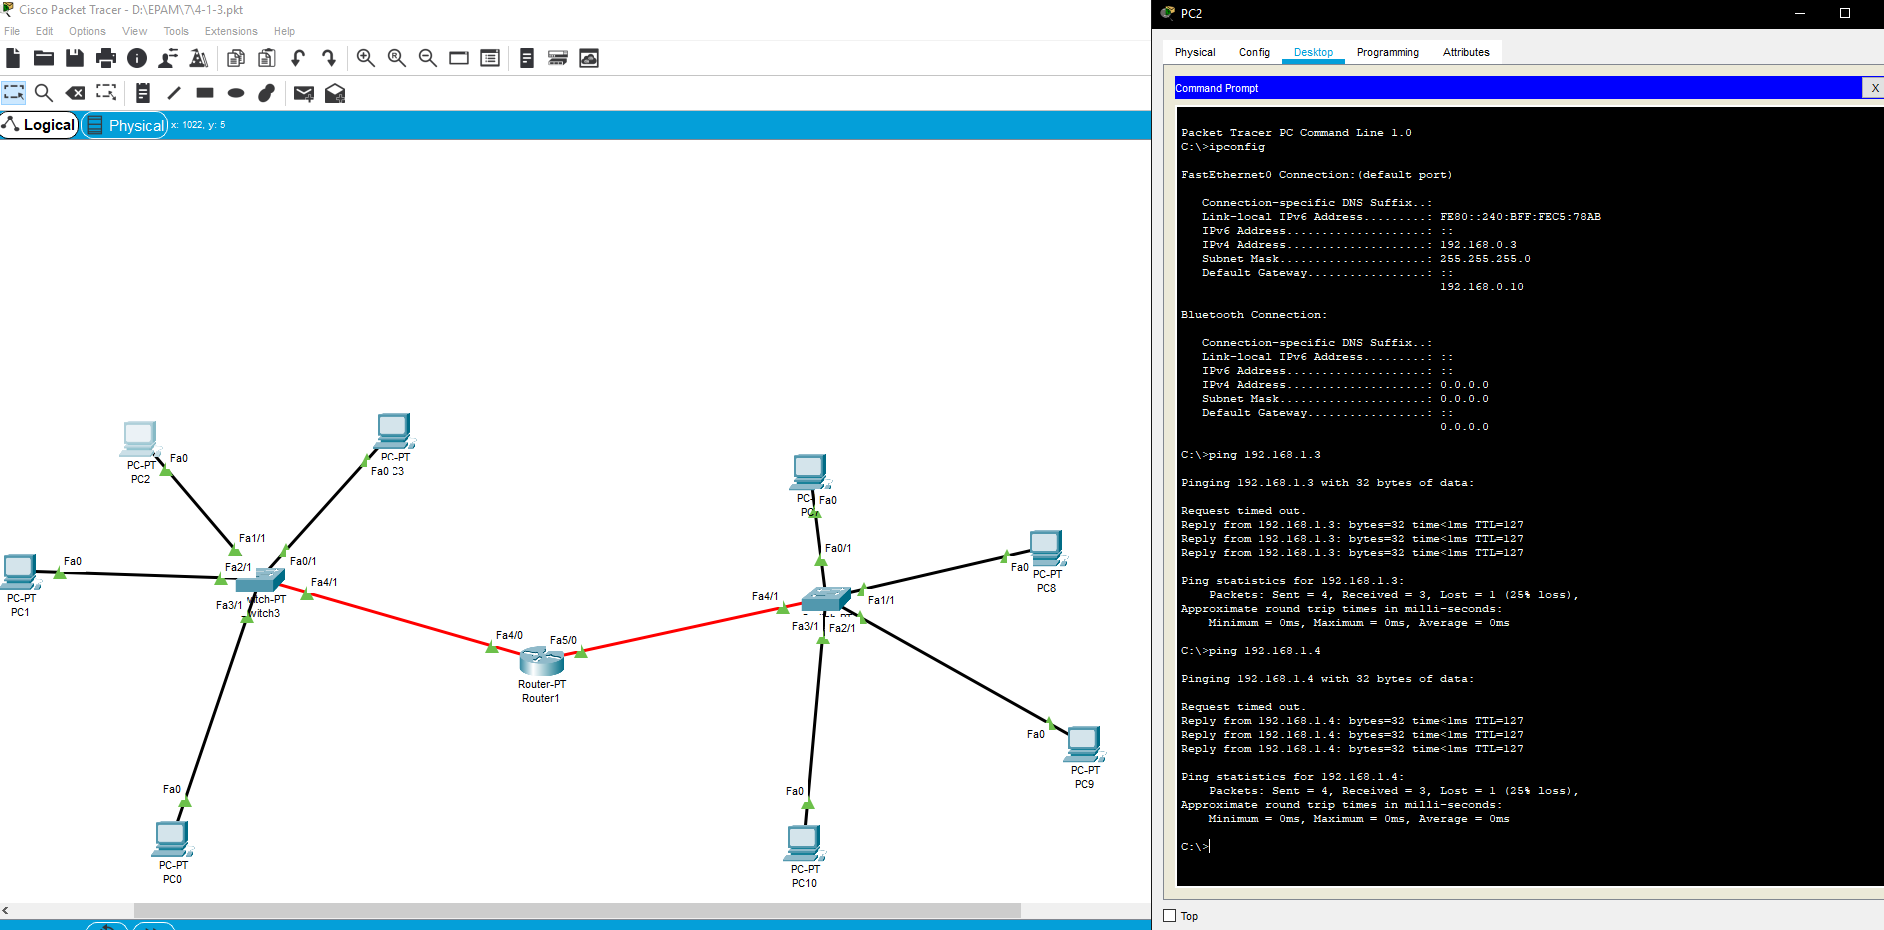 Cisco Packet Tracer - D:\EPAM\7\4-1-3.pkt
File Edit Options View Tools Extensions Help
Logical Physical x: 1022, y: 5
PC-PT
PC2
Fa0
PC-PT
Fa0 C3
Fa1/1
Fa0/1
Fa2/1
Fa4/1
Fa3/1
itch-PT
witch3
Fa0
PC-PT
PC1
Fa0
PC-PT
PC0
Fa4/0
Fa5/0
Router-PT
Router1
Fa0
Fa0/1
Fa4/1
Fa1/1
Fa3/1
Fa2/1
Fa0
PC-PT
PC8
Fa0
PC-PT
PC9
Fa0
PC-PT
PC10
PC2
Physical Config Desktop Programming Attributes
Command Prompt
X
Packet Tracer PC Command Line 1.0
C:\>ipconfig
FastEthernet0 Connection:(default port)
Connection-specific DNS Suffix..:
Link-local IPv6 Address.........: FE80::240:BFF:FEC5:78AB
IPv6 Address....................: ::
IPv4 Address....................: 192.168.0.3
Subnet Mask.....................: 255.255.255.0
Default Gateway.................: ::
192.168.0.10
Bluetooth Connection:
Connection-specific DNS Suffix..:
Link-local IPv6 Address.........: ::
IPv6 Address....................: ::
IPv4 Address....................: 0.0.0.0
Subnet Mask.....................: 0.0.0.0
Default Gateway.................: ::
0.0.0.0
C:\>ping 192.168.1.3
Pinging 192.168.1.3 with 32 bytes of data:
Request timed out.
Reply from 192.168.1.3: bytes=32 time<1ms TTL=127
Reply from 192.168.1.3: bytes=32 time<1ms TTL=127
Reply from 192.168.1.3: bytes=32 time<1ms TTL=127
Ping statistics for 192.168.1.3:
Packets: Sent = 4, Received = 3, Lost = 1 (25% loss),
Approximate round trip times in milli-seconds:
Minimum = 0ms, Maximum = 0ms, Average = 0ms
C:\>ping 192.168.1.4
Pinging 192.168.1.4 with 32 bytes of data:
Request timed out.
Reply from 192.168.1.4: bytes=32 time<1ms TTL=127
Reply from 192.168.1.4: bytes=32 time<1ms TTL=127
Reply from 192.168.1.4: bytes=32 time<1ms TTL=127
Ping statistics for 192.168.1.4:
Packets: Sent = 4, Received = 3, Lost = 1 (25% loss),
Approximate round trip times in milli-seconds:
Minimum = 0ms, Maximum = 0ms, Average = 0ms
C:\>
Top